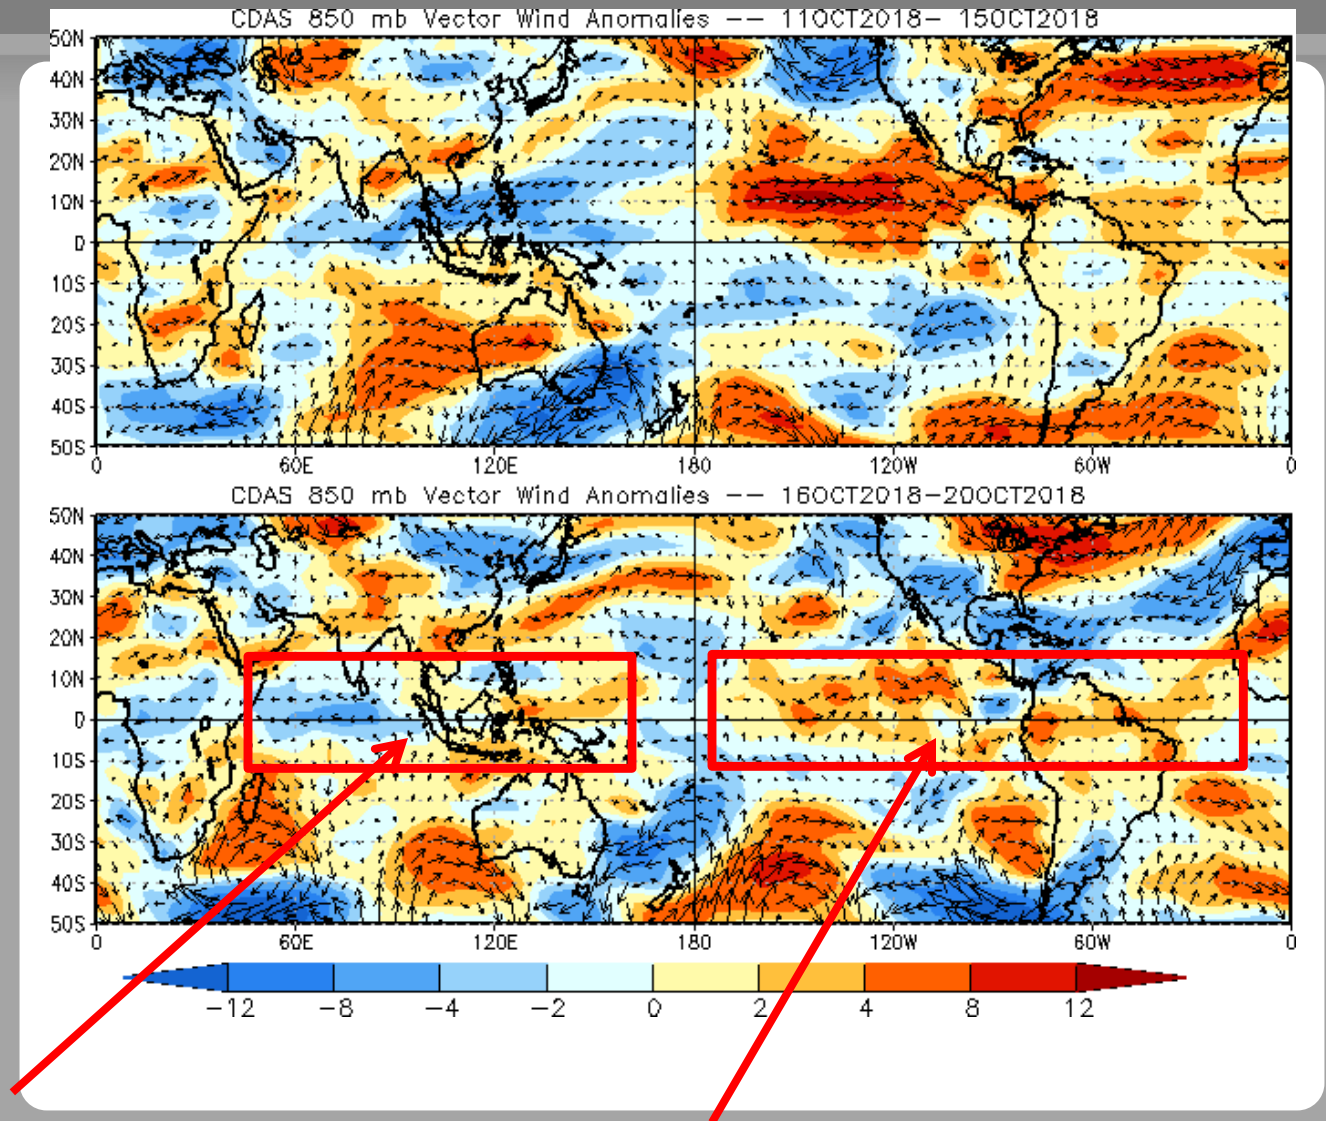 CDAS 850 mb Vector Wind Anomalies -- 11OCT2018- 15OCT2018
50N
40N
30N
20N
10N
0
10S
20S
30S
40S
50S
0 60E 120E 180 120W 60W 0
CDAS 850 mb Vector Wind Anomalies -- 16OCT2018-20OCT2018
50N
40N
30N
20N
10N
0
10S
20S
30S
40S
50S
0 60E 120E 180 120W 60W 0
-12 -8 -4 -2 0 2 4 8 12